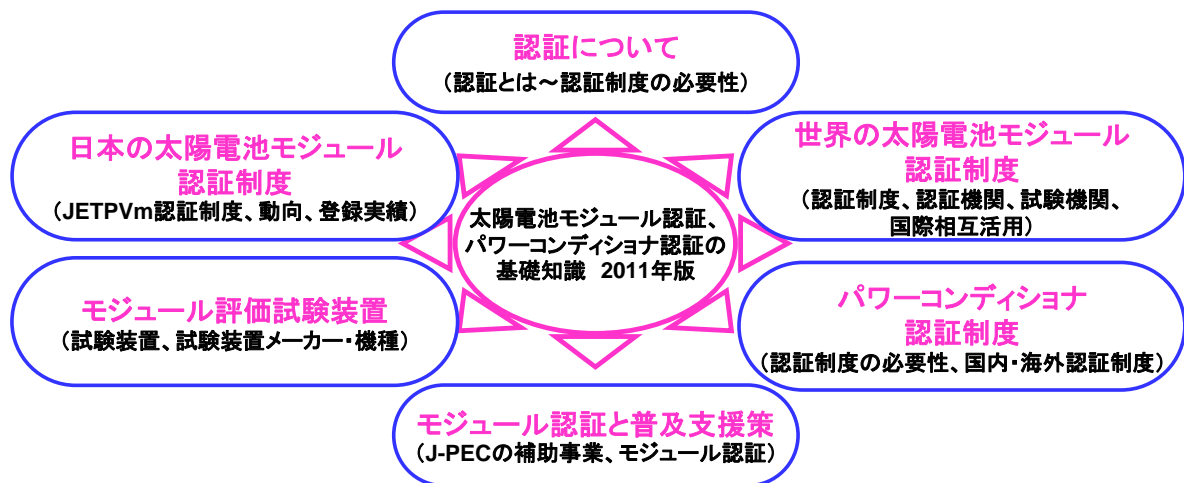 認証について
（認証とは～認証制度の必要性）
日本の太陽電池モジュール
認証制度
（JETPVm認証制度、動向、登録実績）
世界の太陽電池モジュール
認証制度
（認証制度、認証機関、試験機関、
国際相互活用）
太陽電池モジュール認証、
パワーコンディショナ認証の
基礎知識 2011年版
モジュール評価試験装置
（試験装置、試験装置メーカー・機種）
パワーコンディショナ
認証制度
（認証制度の必要性、国内・海外認証制度）
モジュール認証と普及支援策
（J-PECの補助事業、モジュール認証）